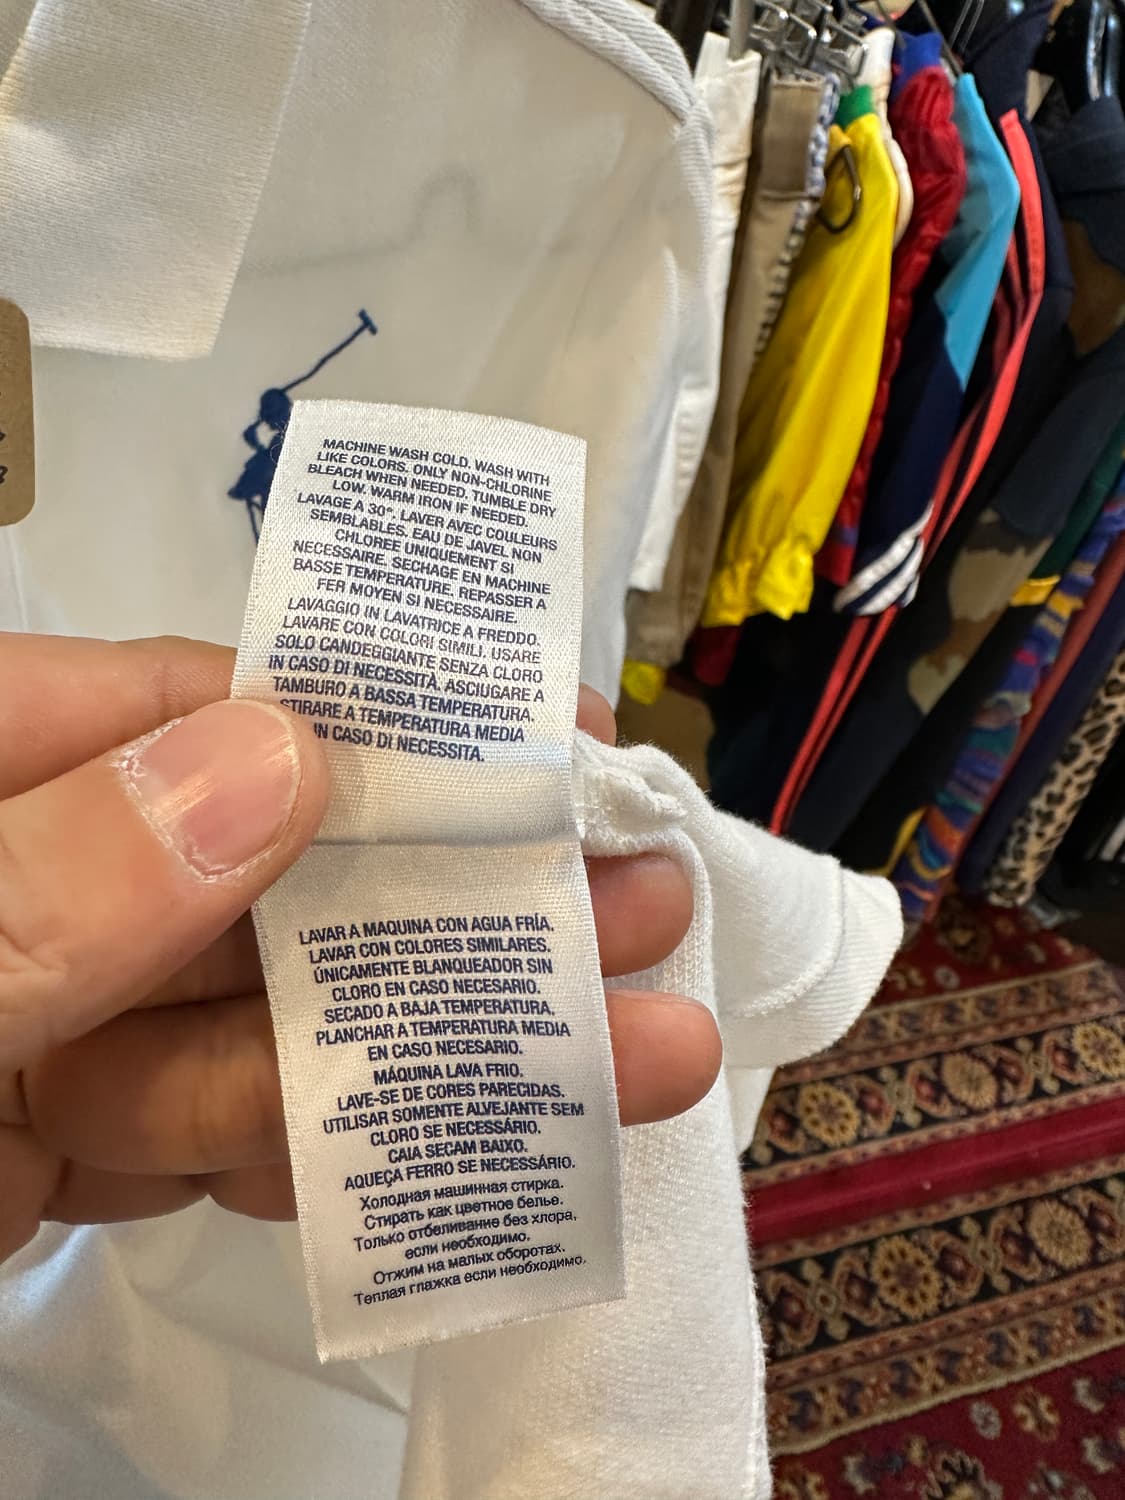 MACHINE WASH COLD. WASH WITH
LIKE COLORS. ONLY NON-CHLORINE
BLEACH WHEN NEEDED. TUMBLE DRY
LOW. WARM IRON IF NEEDED.
LAVAGE A 30°. LAVER AVEC COULEURS
SEMBLABLES. EAU DE JAVEL NON
CHLOREE UNIQUEMENT SI
NECESSAIRE. SECHAGE EN MACHINE
BASSE TEMPERATURE. REPASSER A
FER MOYEN SI NECESSAIRE.
LAVAGGIO IN LAVATRICE A FREDDO.
LAVARE CON COLORI SIMILI. USARE
SOLO CANDEGGIANTE SENZA CLORO
IN CASO DI NECESSITÀ. ASCIUGARE A
TAMBURO A BASSA TEMPERATURA.
STIRARE A TEMPERATURA MEDIA
IN CASO DI NECESSITÀ.
LAVAR A MAQUINA CON AGUA FRÍA.
LAVAR CON COLORES SIMILARES.
ÚNICAMENTE BLANQUEADOR SIN
CLORO EN CASO NECESARIO.
SECADO A BAJA TEMPERATURA.
PLANCHAR A TEMPERATURA MEDIA
EN CASO NECESARIO.
MÁQUINA LAVA FRIO.
LAVE-SE DE CORES PARECIDAS.
UTILISAR SOMENTE ALVEJANTE SEM
CLORO SE NECESSÁRIO.
CAIA SECAM BAIXO.
AQUEÇA FERRO SE NECESSÁRIO.
Холодная машинная стирка.
Стирать как цветное белье.
Только отбеливание без хлора,
если необходимо.
Отжим на малых оборотах.
Теплая глажка если необходимо.